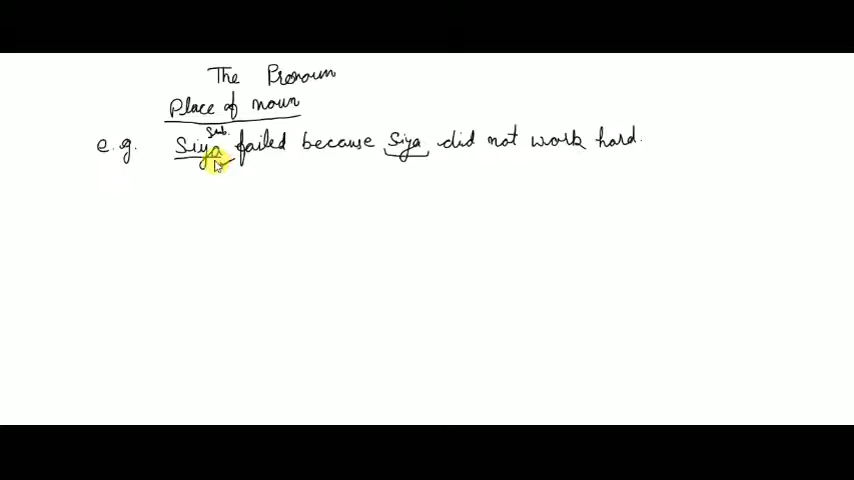 The Pronoun
Place of noun
Sub.
e.g. Siya failed because Siya did not work hard.